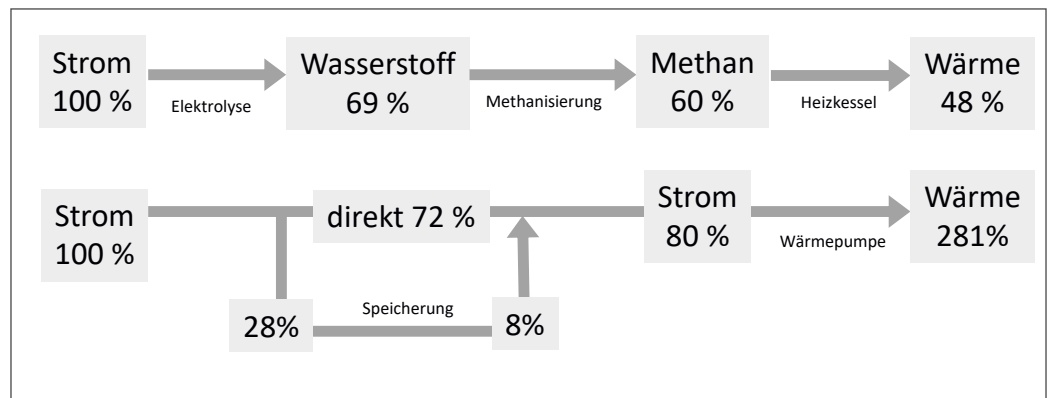 Strom
100 %
Elektrolyse
Wasserstoff
69 %
Methanisierung
Methan
60 %
Heizkessel
Wärme
48 %
Strom
100 %
direkt 72 %
Strom
80 %
Wärmepumpe
Wärme
281%
28%
Speicherung
8%